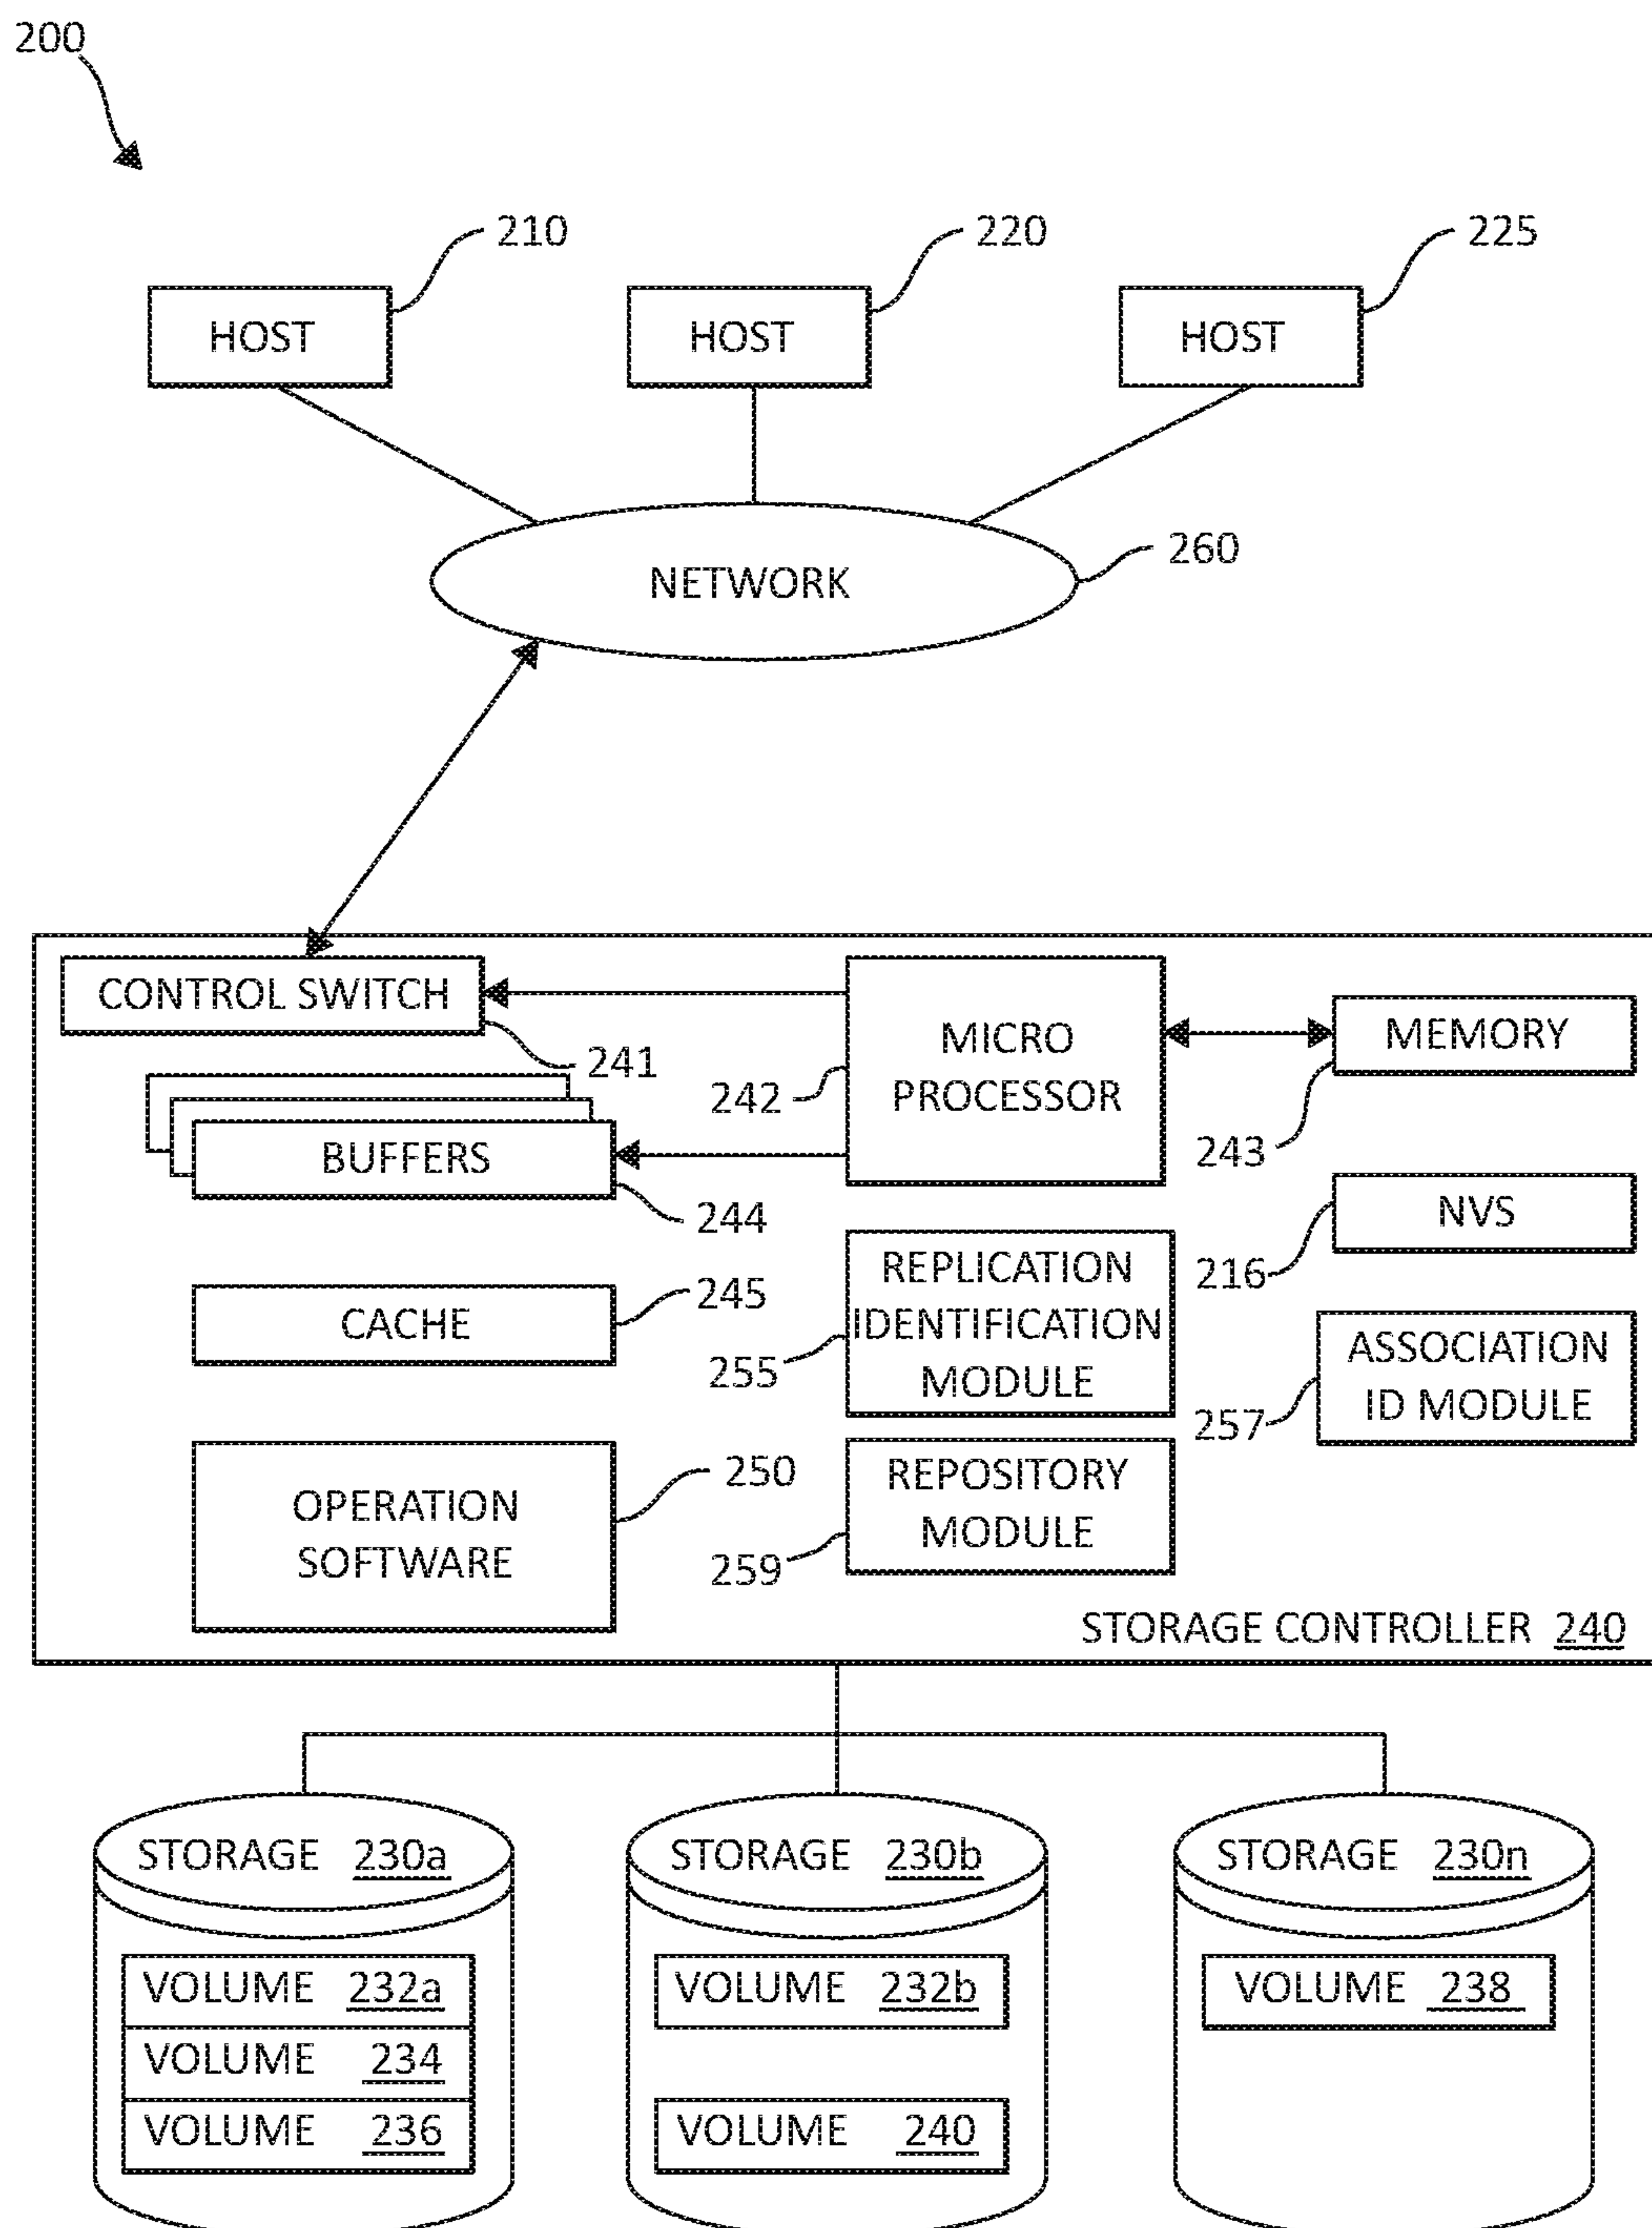 200
210
220
225
HOST
HOST
HOST
260
NETWORK
CONTROL SWITCH
241
MICRO
PROCESSOR
242
MEMORY
243
BUFFERS
244
NVS
216
CACHE
245
REPLICATION
IDENTIFICATION
MODULE
255
ASSOCIATION
ID MODULE
257
OPERATION
SOFTWARE
250
REPOSITORY
MODULE
259
STORAGE CONTROLLER 240
STORAGE 230a
VOLUME 232a
VOLUME 234
VOLUME 236
STORAGE 230b
VOLUME 232b
VOLUME 240
STORAGE 230n
VOLUME 238